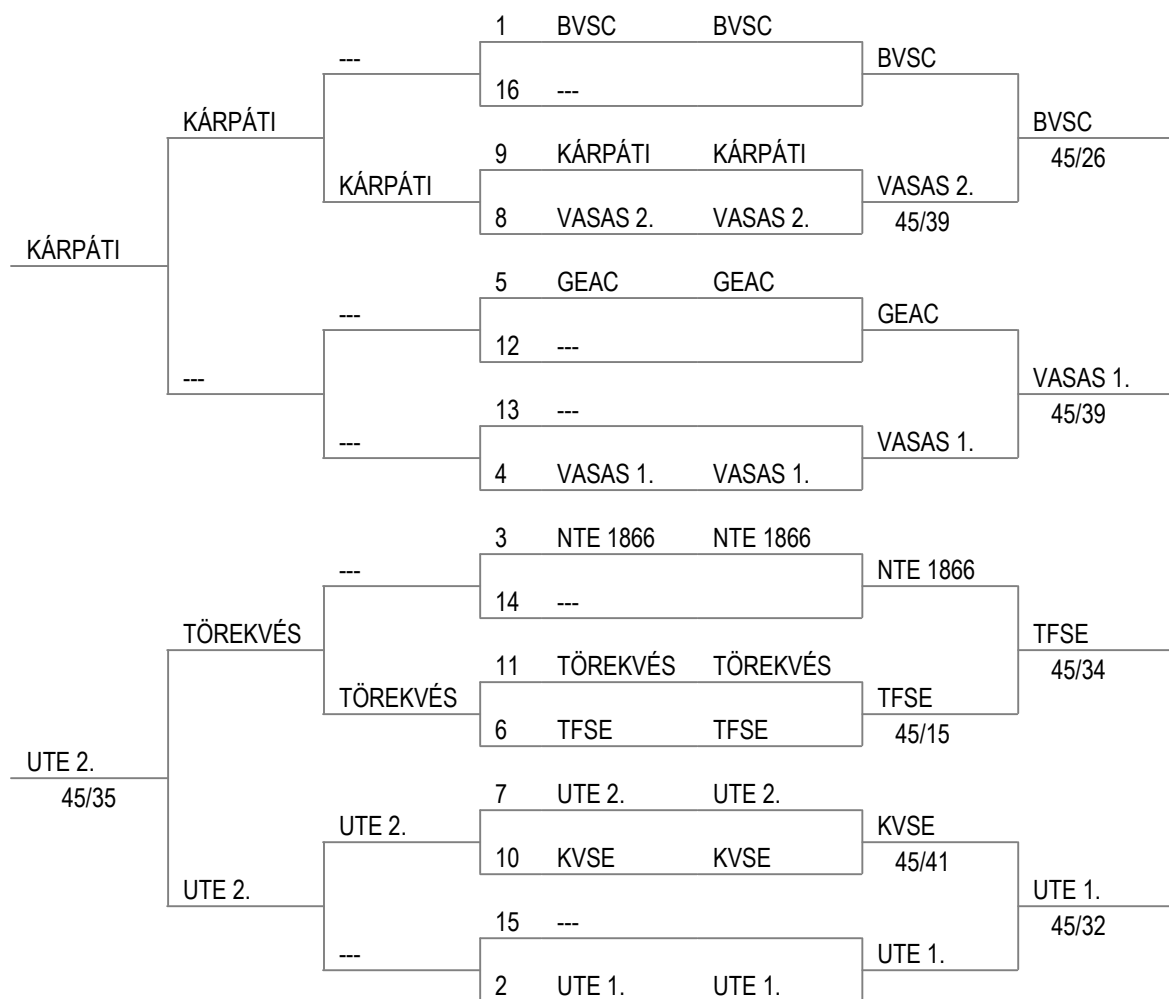 1 BVSC BVSC
--- BVSC
16 ---
KÁRPÁTI BVSC
9 KÁRPÁTI KÁRPÁTI 45/26
KÁRPÁTI VASAS 2.
8 VASAS 2. VASAS 2. 45/39
KÁRPÁTI
5 GEAC GEAC
--- GEAC
12 ---
--- VASAS 1.
13 --- 45/39
--- VASAS 1.
4 VASAS 1. VASAS 1.
3 NTE 1866 NTE 1866
--- NTE 1866
14 ---
TÖREKVÉS TFSE
11 TÖREKVÉS TÖREKVÉS 45/34
TÖREKVÉS TFSE
6 TFSE TFSE 45/15
UTE 2.
45/35 7 UTE 2. UTE 2.
UTE 2. KVSE
10 KVSE KVSE 45/41
UTE 2. UTE 1.
15 --- 45/32
--- UTE 1.
2 UTE 1. UTE 1.